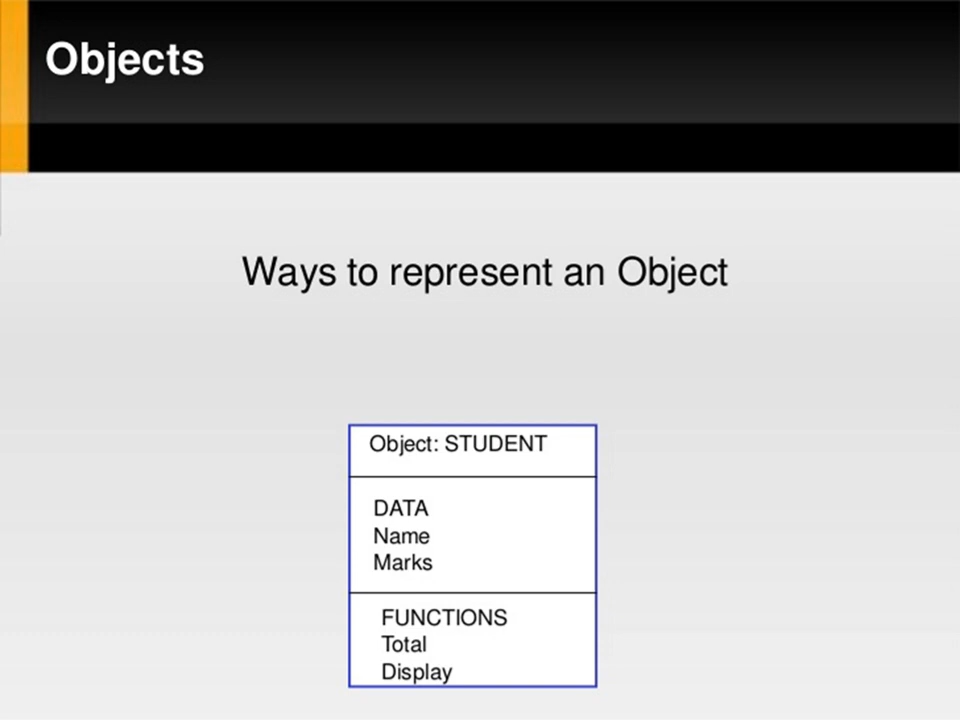 Objects
Ways to represent an Object
Object: STUDENT
DATA
Name
Marks
FUNCTIONS
Total
Display